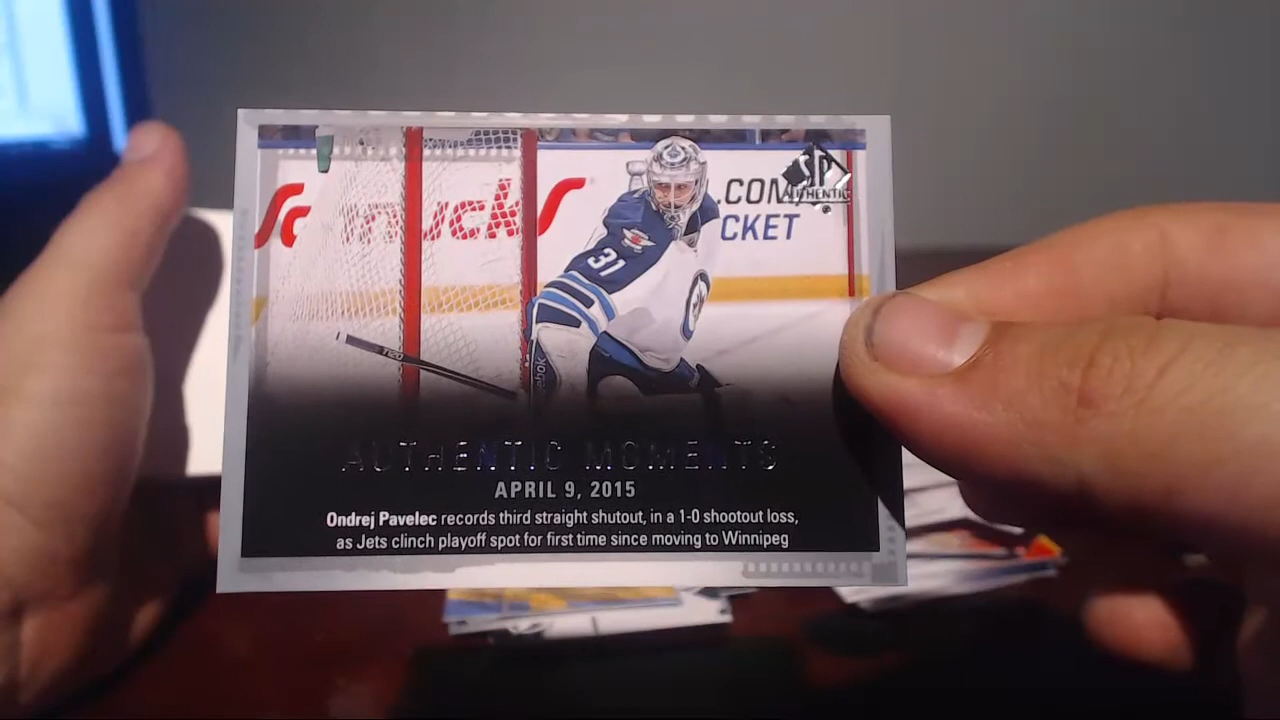 SP
AUTHENTIC
.COM/
CKET
31
AUTHENTIC MOMENTS
APRIL 9, 2015
Ondrej Pavelec records third straight shutout, in a 1-0 shootout loss,
as Jets clinch playoff spot for first time since moving to Winnipeg